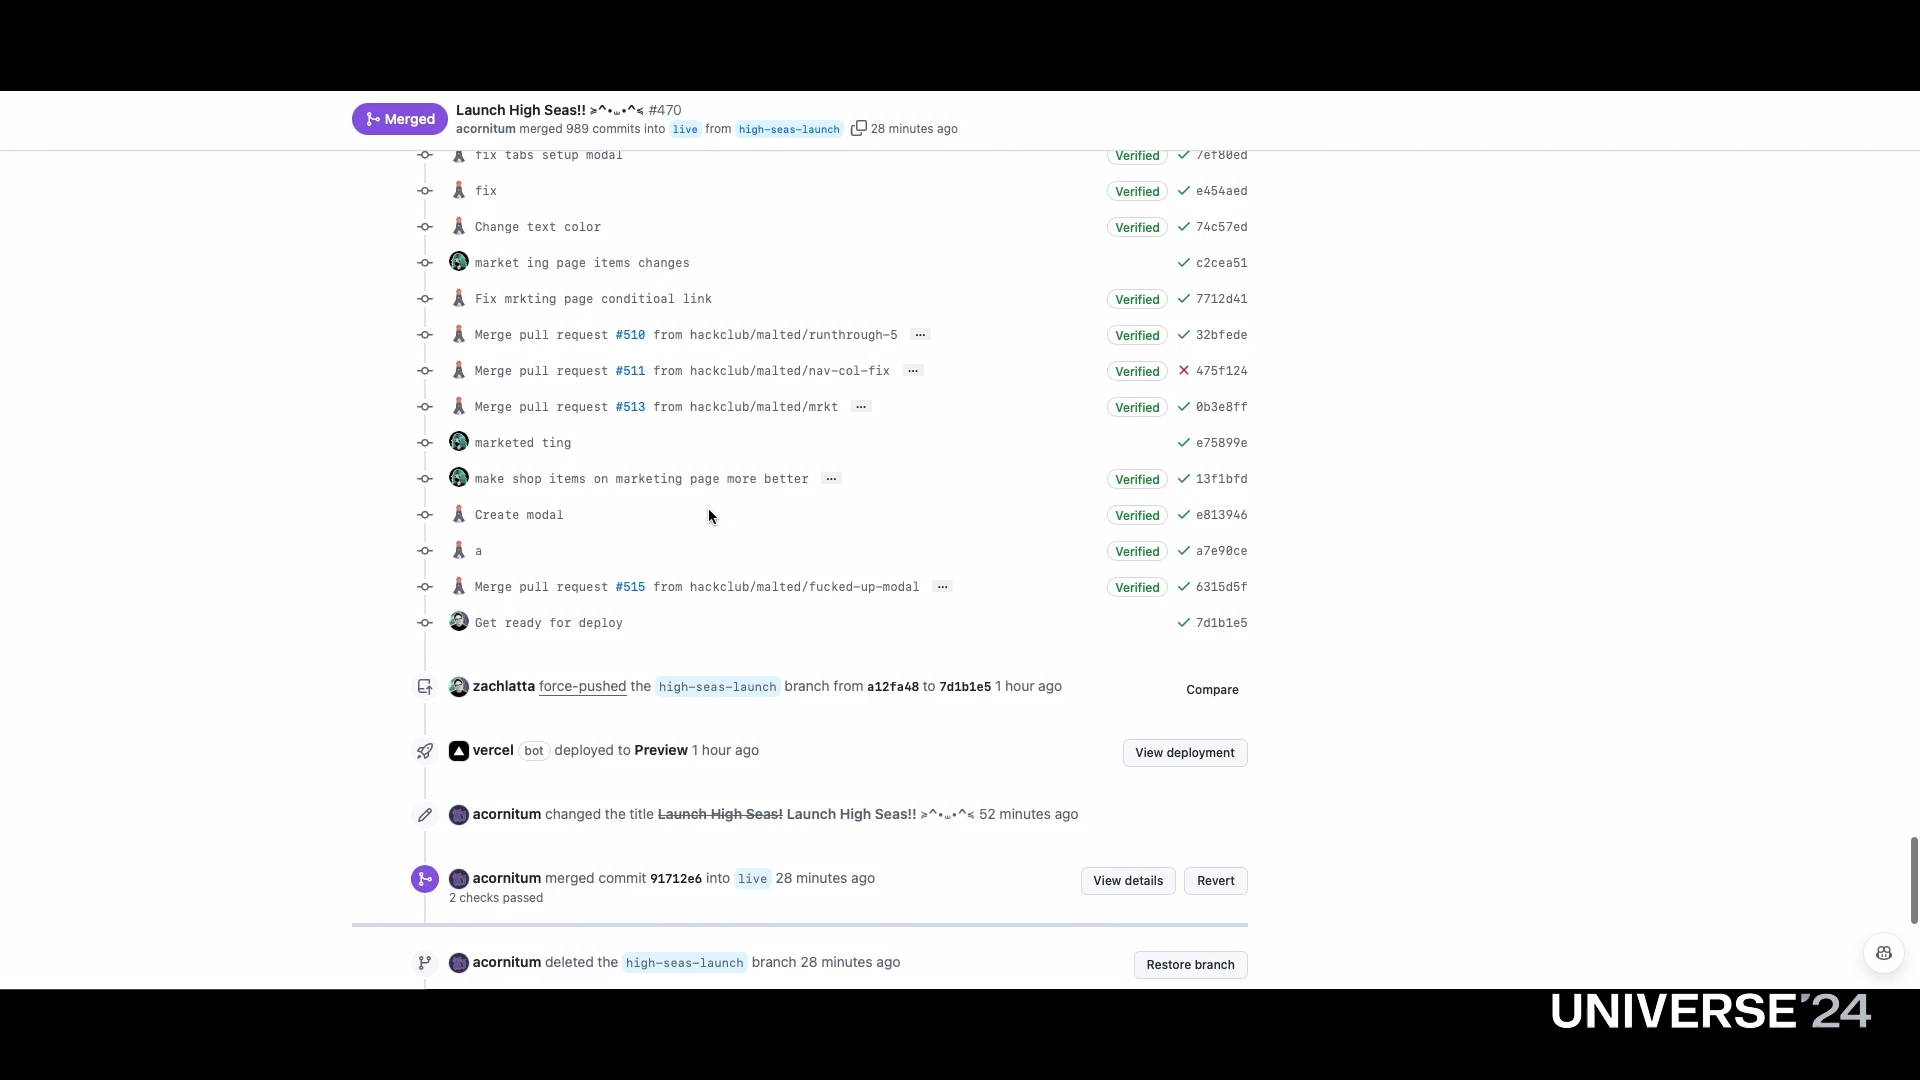 Merged
Launch High Seas!! ≽^•⩊•^≼ #470
acornitum merged 989 commits into live from high-seas-launch 28 minutes ago
fix tabs setup modal Verified 7ef80ed
fix Verified e454aed
Change text color Verified 74c57ed
market ing page items changes c2cea51
Fix mrkting page conditioal link Verified 7712d41
Merge pull request #510 from hackclub/malted/runthrough-5 ... Verified 32bfede
Merge pull request #511 from hackclub/malted/nav-col-fix ... Verified 475f124
Merge pull request #513 from hackclub/malted/mrkt ... Verified 0b3e8ff
marketed ting e75899e
make shop items on marketing page more better ... Verified 13f1bfd
Create modal Verified e813946
a Verified a7e90ce
Merge pull request #515 from hackclub/malted/fucked-up-modal ... Verified 6315d5f
Get ready for deploy 7d1b1e5
zachlatta force-pushed the high-seas-launch branch from a12fa48 to 7d1b1e5 1 hour ago Compare
vercel bot deployed to Preview 1 hour ago View deployment
acornitum changed the title Launch High Seas! Launch High Seas!! ≽^•⩊•^≼ 52 minutes ago
acornitum merged commit 91712e6 into live 28 minutes ago View details Revert
2 checks passed
acornitum deleted the high-seas-launch branch 28 minutes ago Restore branch
UNIVERSE'24